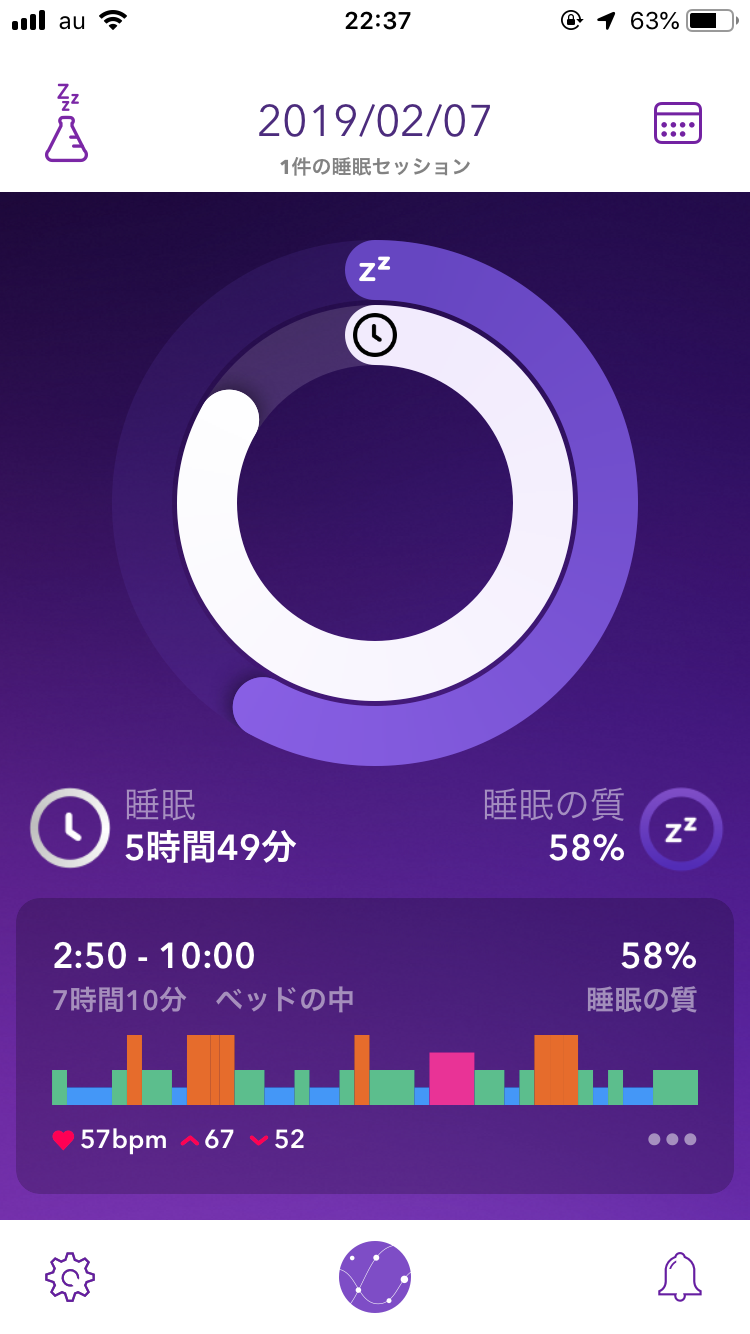 au 22:37 63%
zzz
2019/02/07
1件の睡眠セッション
zz
睡眠
5時間49分
睡眠の質
58%
zz
2:50 - 10:00
58%
7時間10分 ベッドの中
睡眠の質
57bpm 67 52